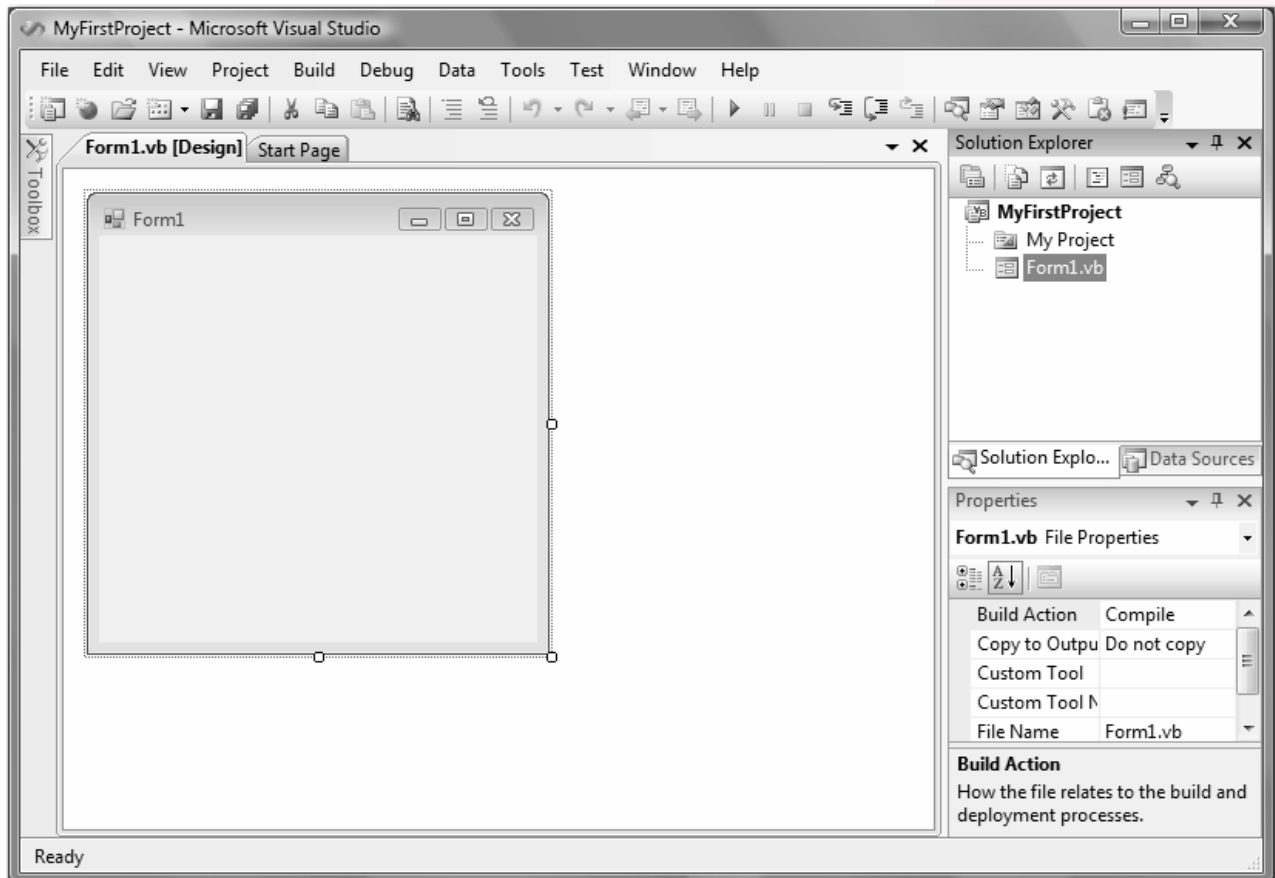 MyFirstProject - Microsoft Visual Studio
File Edit View Project Build Debug Data Tools Test Window Help
Toolbox
Form1.vb [Design] Start Page
Form1
Solution Explorer
MyFirstProject
My Project
Form1.vb
Solution Explo... Data Sources
Properties
Form1.vb File Properties
Build Action Compile
Copy to Outpu Do not copy
Custom Tool
Custom Tool N
File Name Form1.vb
Build Action
How the file relates to the build and
deployment processes.
Ready